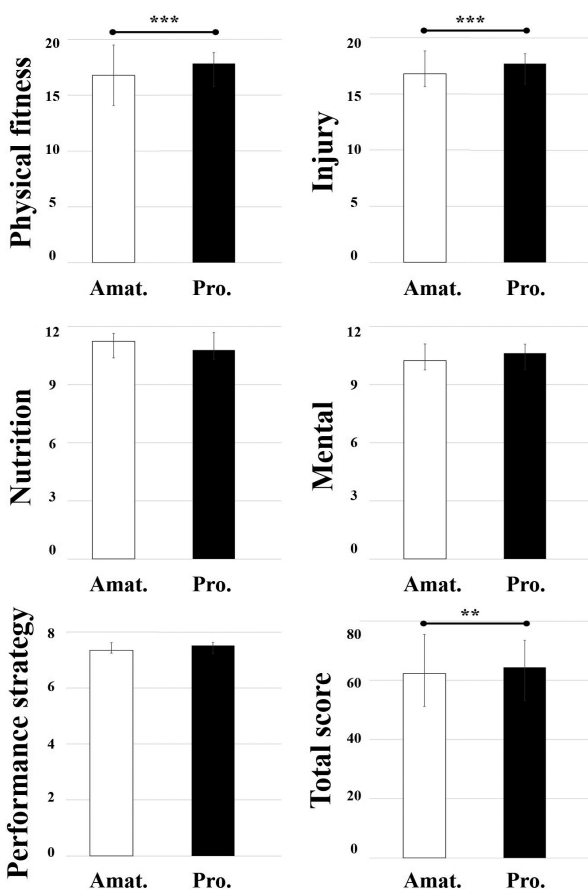 ***
Physical fitness
20
15
10
5
0
Amat. Pro.
***
Injury
20
15
10
5
0
Amat. Pro.
Nutrition
12
9
6
3
0
Amat. Pro.
Mental
12
9
6
3
0
Amat. Pro.
Performance strategy
8
6
4
2
0
Amat. Pro.
**
Total score
80
60
40
20
0
Amat. Pro.